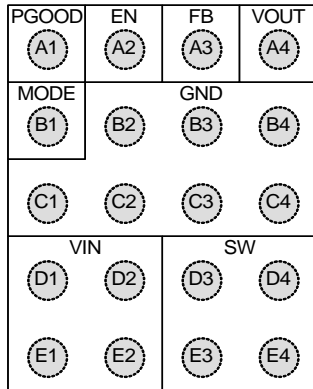 PGOOD EN FB VOUT
A1 A2 A3 A4
MODE GND
B1 B2 B3 B4
C1 C2 C3 C4
VIN SW
D1 D2 D3 D4
E1 E2 E3 E4